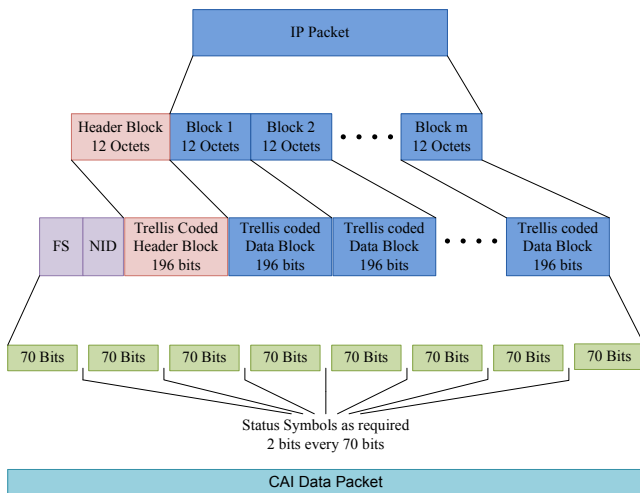 IP Packet
Header Block
12 Octets
Block 1
12 Octets
Block 2
12 Octets
Block m
12 Octets
FS
NID
Trellis Coded
Header Block
196 bits
Trellis coded
Data Block
196 bits
Trellis coded
Data Block
196 bits
Trellis coded
Data Block
196 bits
70 Bits
70 Bits
70 Bits
70 Bits
70 Bits
70 Bits
70 Bits
70 Bits
Status Symbols as required
2 bits every 70 bits
CAI Data Packet